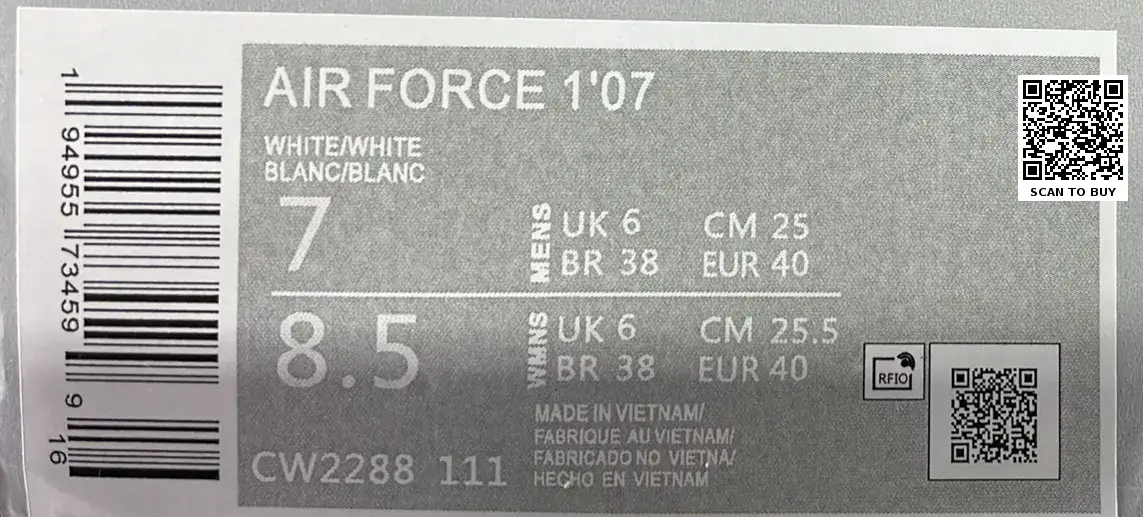 AIR FORCE 1'07
WHITE/WHITE
BLANC/BLANC
7
MENS
UK 6 CM 25
BR 38 EUR 40
8.5
WMNS
UK 6 CM 25.5
BR 38 EUR 40
MADE IN VIETNAM/
FABRIQUE AU VIETNAM/
FABRICADO NO VIETNA/
HECHO EN VIETNAM
CW2288 111
1 94955 73459 9
16
RFIO
SCAN TO BUY